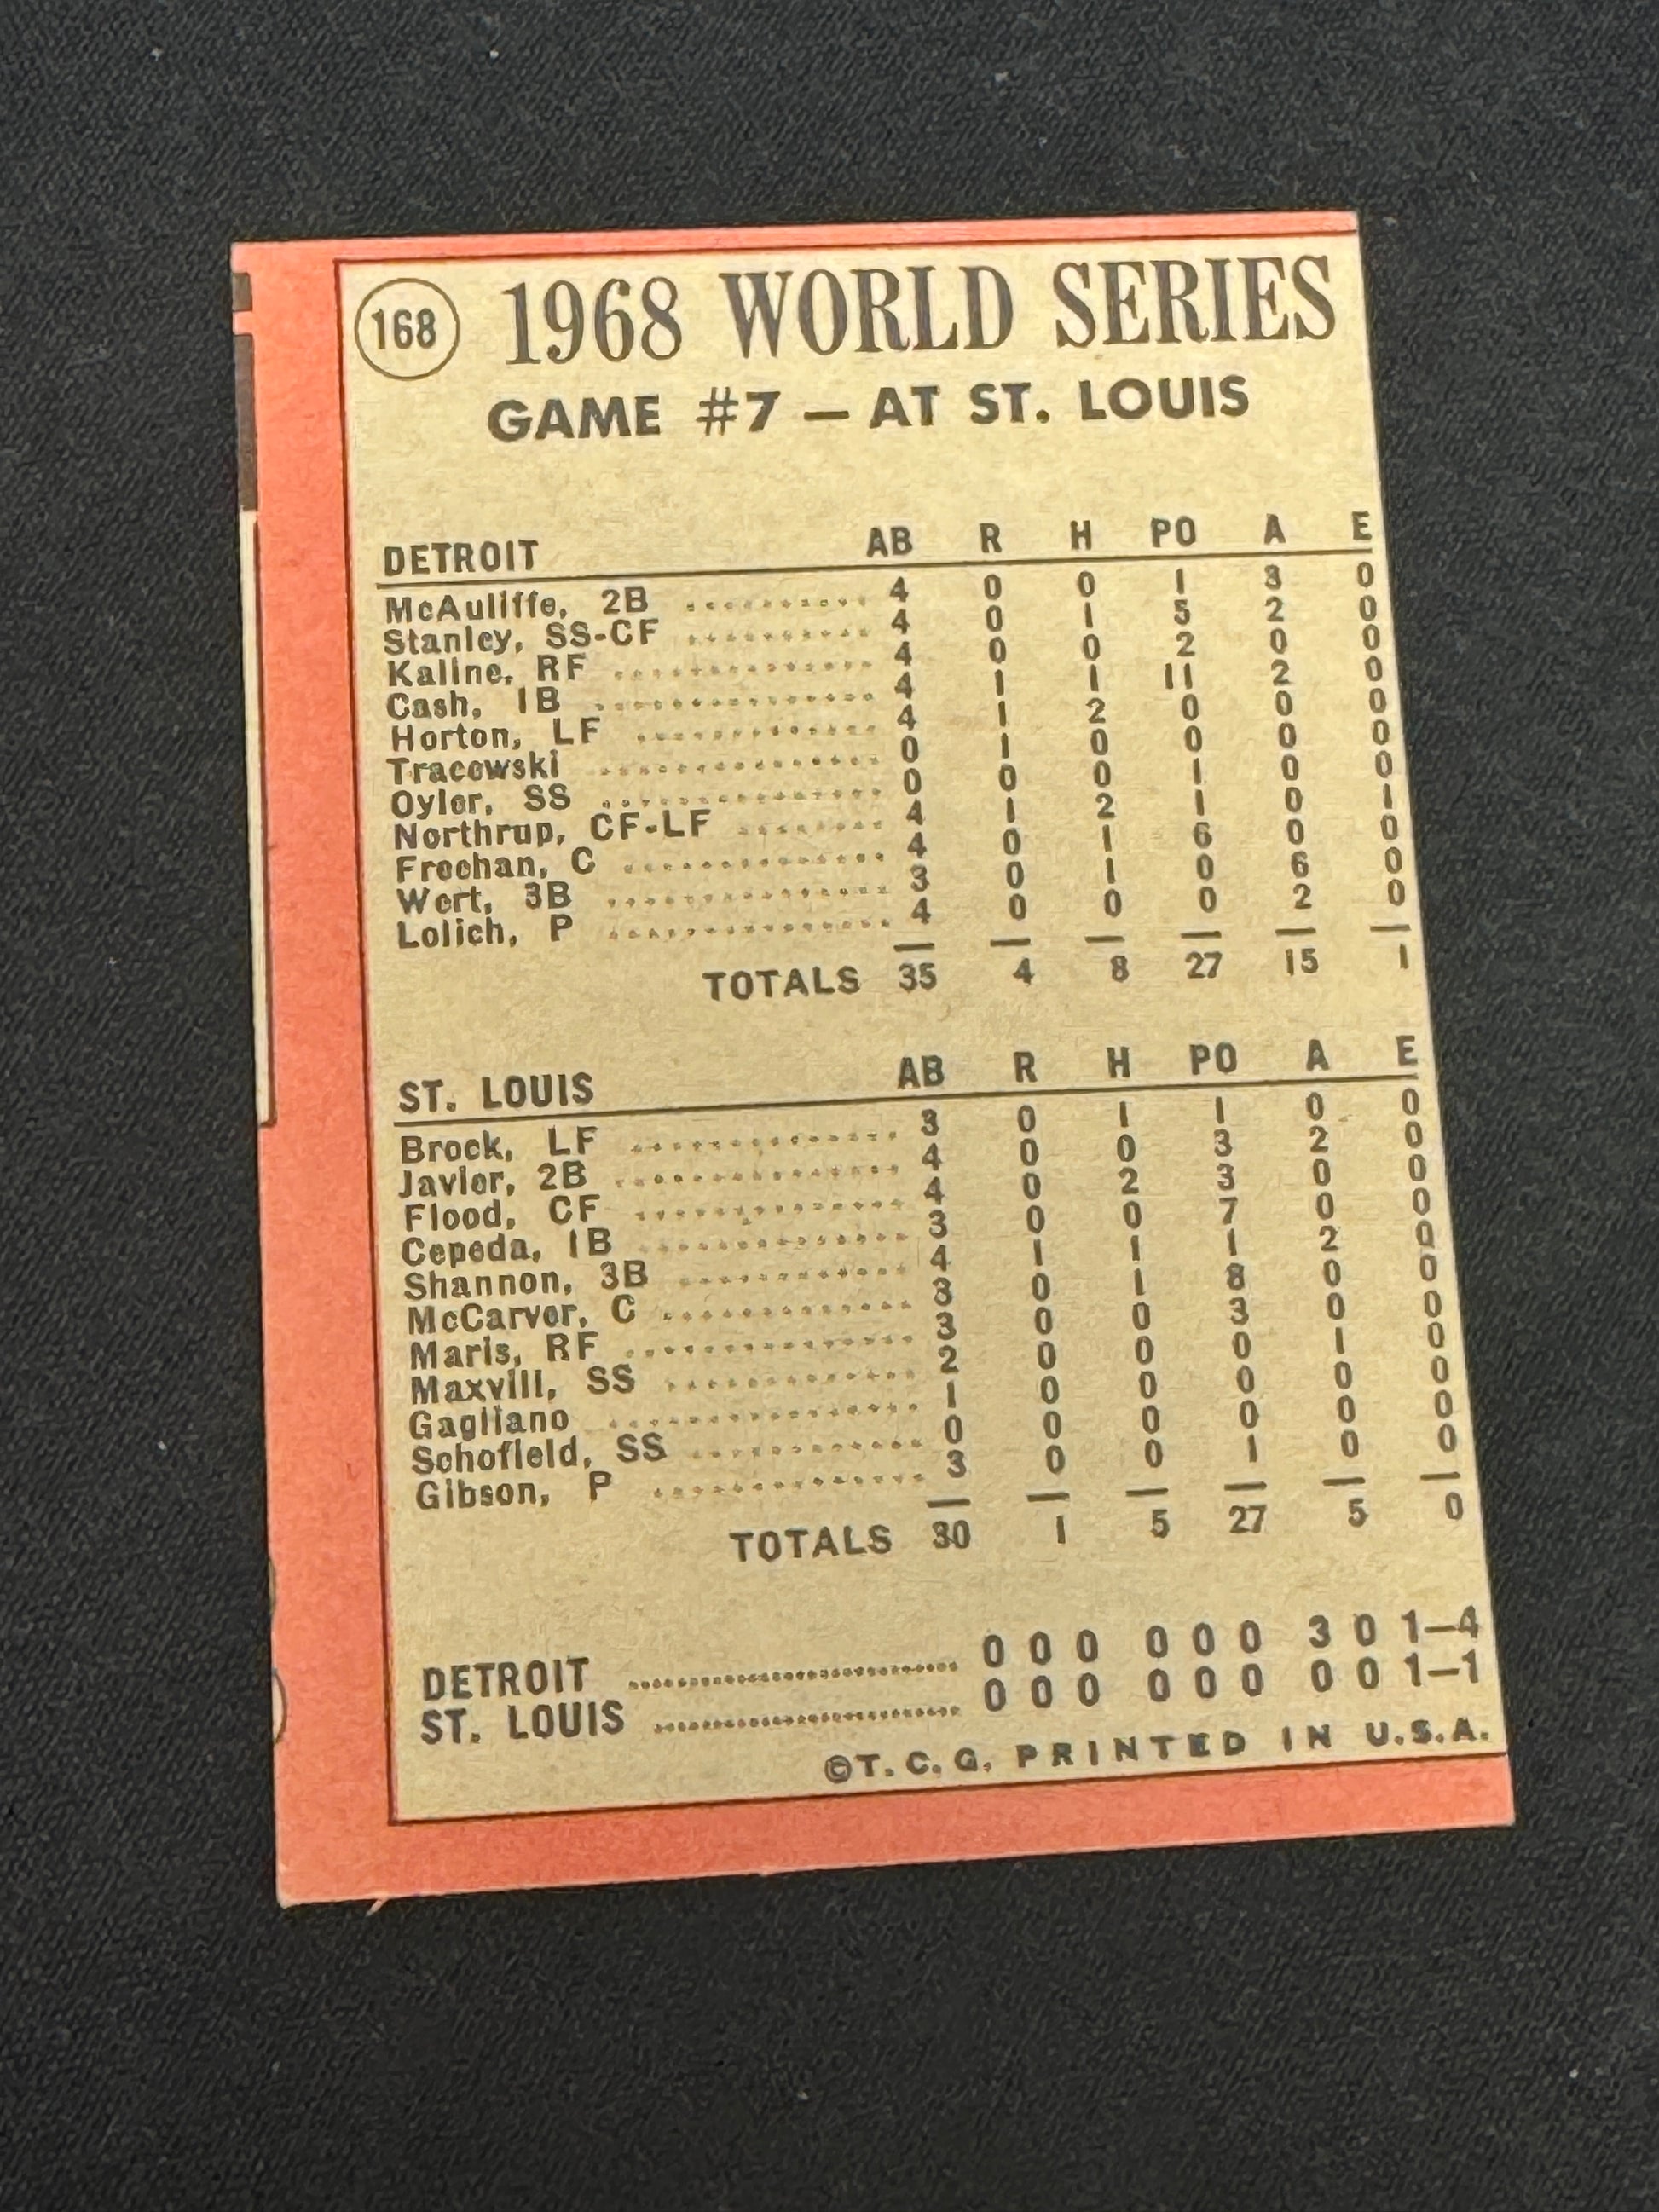 168 1968 WORLD SERIES
GAME #7 — AT ST. LOUIS
DETROIT AB R H PO A E
McAuliffe, 2B .......... 4 0 0 1 3 0
Stanley, SS-CF .......... 4 0 1 5 2 0
Kaline, RF .............. 4 0 0 2 0 0
Cash, 1B ............... 4 1 1 11 2 0
Horton, LF ............. 4 1 2 0 0 0
Tracewski ............... 0 1 0 0 0 0
Oyler, SS ............... 0 0 0 1 0 0
Northrup, CF-LF ........ 4 1 2 1 0 1
Freehan, C .............. 4 0 1 6 0 0
Wert, 3B ............... 3 0 1 0 6 0
Lolich, P ............... 4 0 0 0 2 0
TOTALS 35 4 8 27 15 1
ST. LOUIS AB R H PO A E
Brock, LF .............. 3 0 1 1 0 0
Javier, 2B .............. 4 0 0 3 2 0
Flood, CF .............. 4 0 2 3 0 0
Cepeda, 1B ............. 3 0 0 7 0 0
Shannon, 3B ............ 4 1 1 1 2 0
McCarver, C ............. 3 0 1 8 0 0
Maris, RF ............... 3 0 0 3 0 0
Maxvill, SS ............. 2 0 0 0 1 0
Gagliano ................ 1 0 0 0 0 0
Schofield, SS ............ 0 0 0 0 0 0
Gibson, P .............. 3 0 0 1 0 0
TOTALS 30 1 5 27 5 0
DETROIT .......................... 0 0 0 0 0 0 3 0 1—4
ST. LOUIS ........................ 0 0 0 0 0 0 0 0 1—1
©T. C. G. PRINTED IN U.S.A.